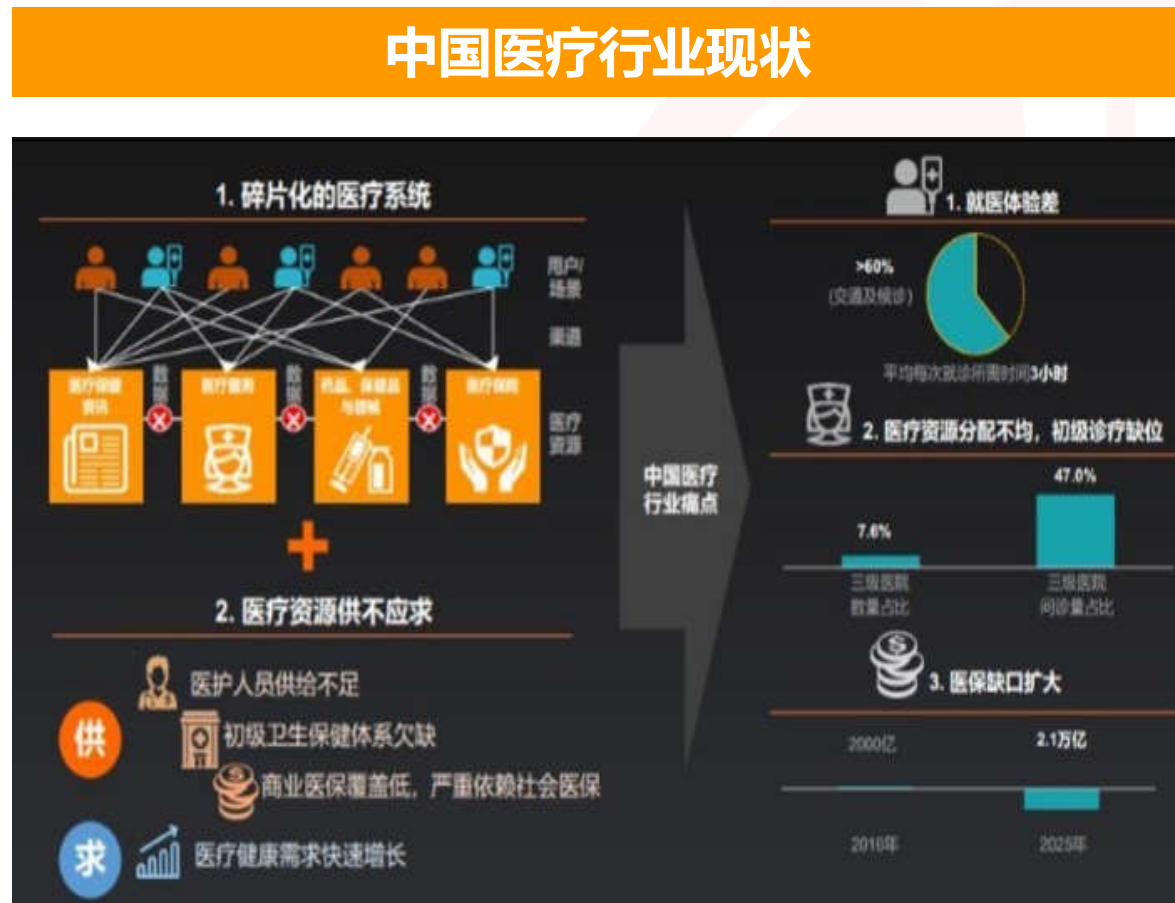 中国医疗行业现状
1. 碎片化的医疗系统
用户/
场景
渠道
医疗保健
资讯
数据
医疗服务
数据
药品、保健品
与器械
数据
医疗保险
医疗
资源
2. 医疗资源供不应求
供
医护人员供给不足
初级卫生保健体系欠缺
商业医保覆盖低，严重依赖社会医保
求
医疗健康需求快速增长
中国医疗
行业痛点
1. 就医体验差
>60%
(交通及候诊)
平均每次就诊所需时间3小时
2. 医疗资源分配不均，初级诊疗缺位
7.6%
47.0%
三级医院
数量占比
三级医院
问诊量占比
3. 医保缺口扩大
2000亿
2.1万亿
2016年
2025年